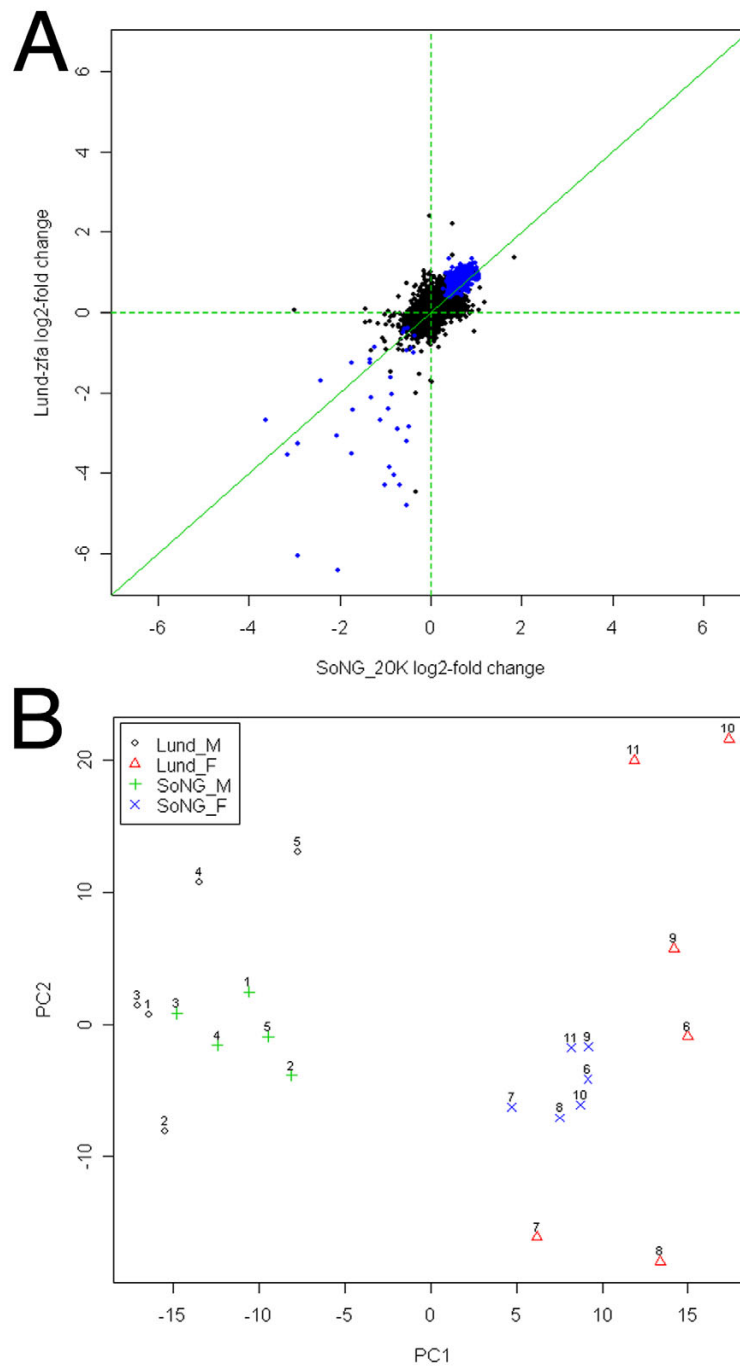 A
6
4
2
0
-2
-4
-6
Lund-zfa log2-fold change
-6 -4 -2 0 2 4 6
SoNG_20K log2-fold change
B
Lund_M
Lund_F
SoNG_M
SoNG_F
20
10
0
-10
PC2
10
11
5
4
9
3 1 3 1
6
4 5
11 9
2
6
7 8 10
2
7
8
-15 -10 -5 0 5 10 15
PC1